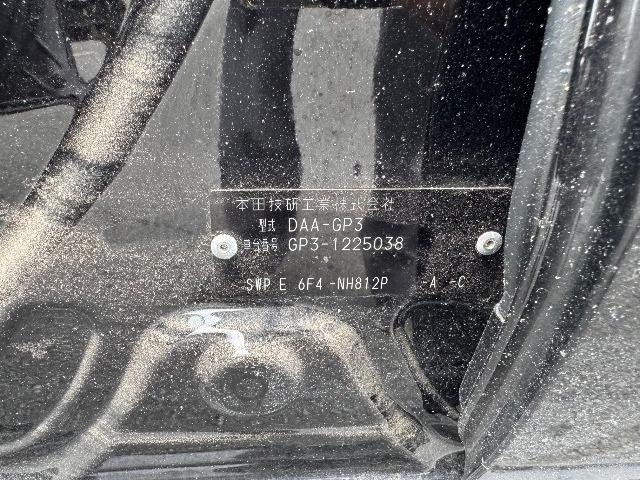 本田技研工業株式会社
型式 DAA-GP3
車台番号 GP3-1225038
SWP E 6F4 -NH812P -A -C